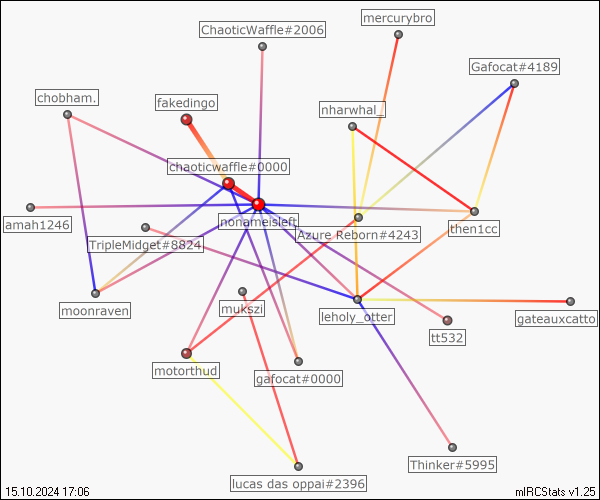 mercurybro
ChaoticWaffle#2006
Gafocat#4189
chobham.
fakedingo
nharwhal_
chaoticwaffle#0000
amah1246
nonameisleft
Azure Reborn#4243
then1cc
TripleMidget#8824
moonraven
mukszi
leholy_otter
gateauxcatto
tt532
motorthud
gafocat#0000
Thinker#5995
lucas das oppai#2396
15.10.2024 17:06
mIRCStats v1.25